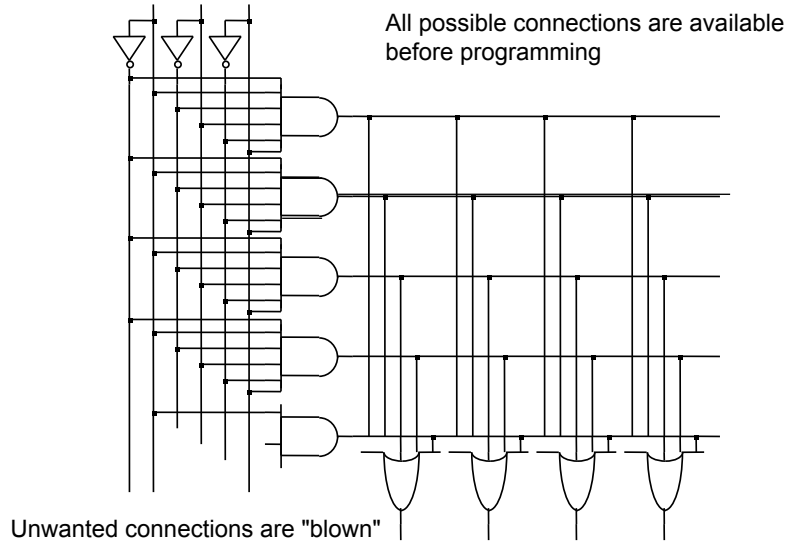 All possible connections are available
before programming
Unwanted connections are "blown"